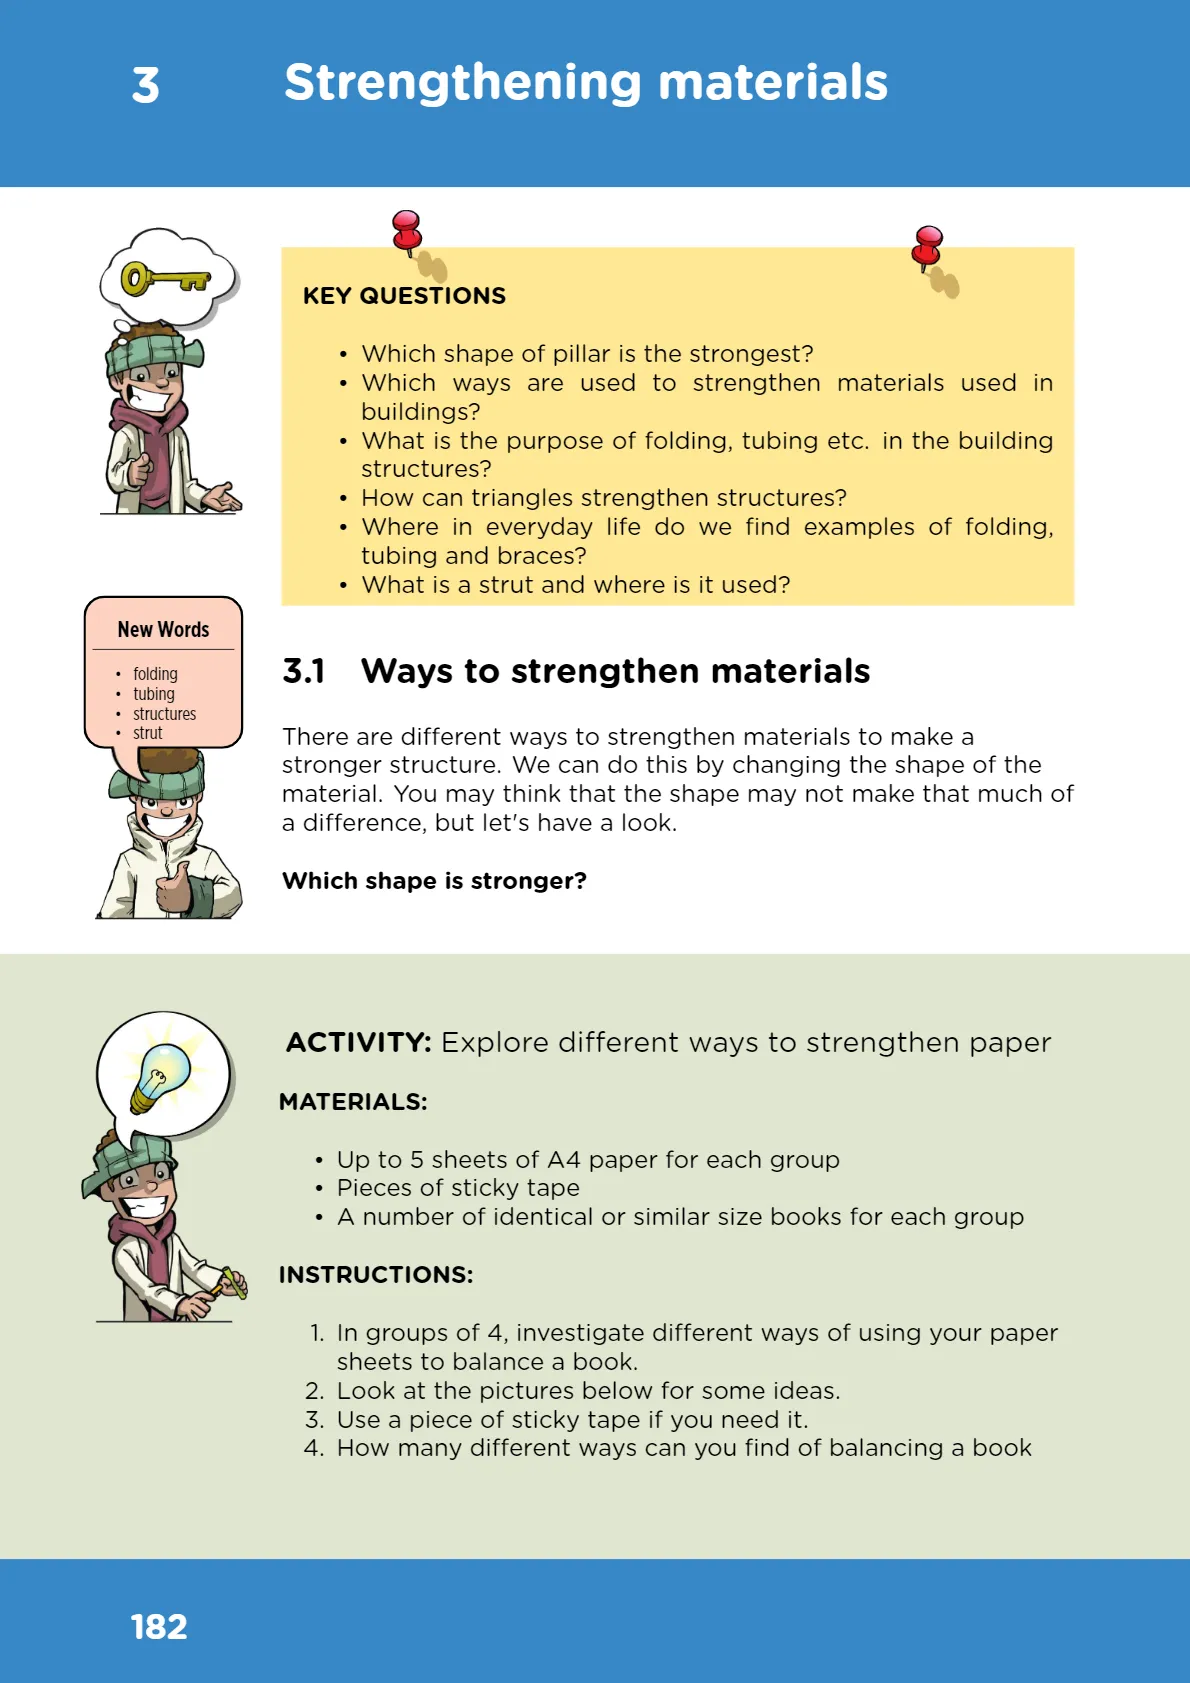 3 Strengthening materials
KEY QUESTIONS
• Which shape of pillar is the strongest?
• Which ways are used to strengthen materials used in
buildings?
• What is the purpose of folding, tubing etc. in the building
structures?
• How can triangles strengthen structures?
• Where in everyday life do we find examples of folding,
tubing and braces?
• What is a strut and where is it used?
New Words
• folding
• tubing
• structures
• strut
3.1 Ways to strengthen materials
There are different ways to strengthen materials to make a
stronger structure. We can do this by changing the shape of the
material. You may think that the shape may not make that much of
a difference, but let's have a look.
Which shape is stronger?
ACTIVITY: Explore different ways to strengthen paper
MATERIALS:
• Up to 5 sheets of A4 paper for each group
• Pieces of sticky tape
• A number of identical or similar size books for each group
INSTRUCTIONS:
1. In groups of 4, investigate different ways of using your paper
sheets to balance a book.
2. Look at the pictures below for some ideas.
3. Use a piece of sticky tape if you need it.
4. How many different ways can you find of balancing a book
182